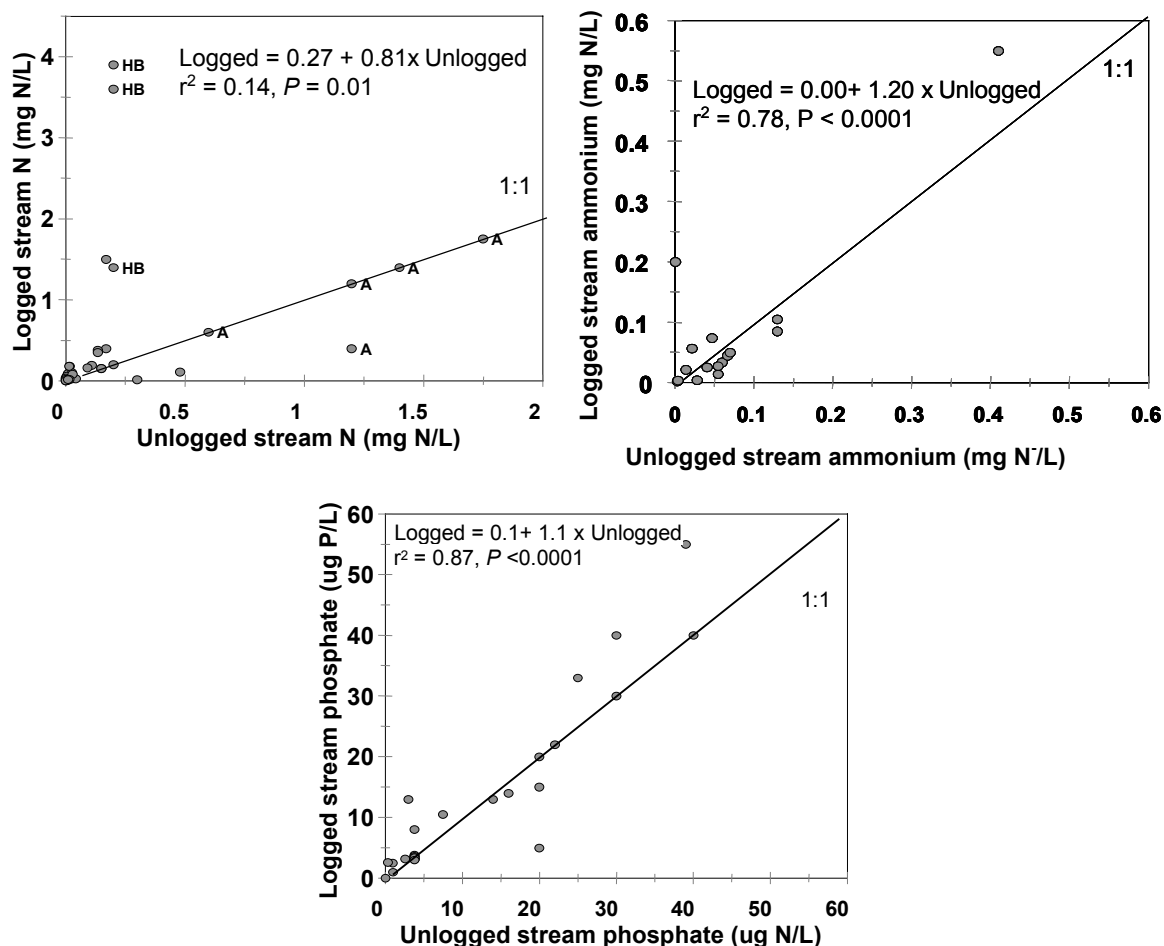 Logged stream N (mg N/L)
4
3
2
1
0
HB
HB
HB
Logged = 0.27 + 0.81x Unlogged
r² = 0.14, P = 0.01
1:1
A
A
A
A
A
0
0.5
1
1.5
2
Unlogged stream N (mg N/L)
Logged stream ammonium (mg N/L)
0.6
0.5
0.4
0.3
0.2
0.1
0
1:1
Logged = 0.00+ 1.20 x Unlogged
r² = 0.78, P < 0.0001
0
0.1
0.2
0.3
0.4
0.5
0.6
Unlogged stream ammonium (mg N⁻/L)
Logged stream phosphate (ug P/L)
60
50
40
30
20
10
0
Logged = 0.1+ 1.1 x Unlogged
r² = 0.87, P <0.0001
1:1
0
10
20
30
40
50
60
Unlogged stream phosphate (ug N/L)